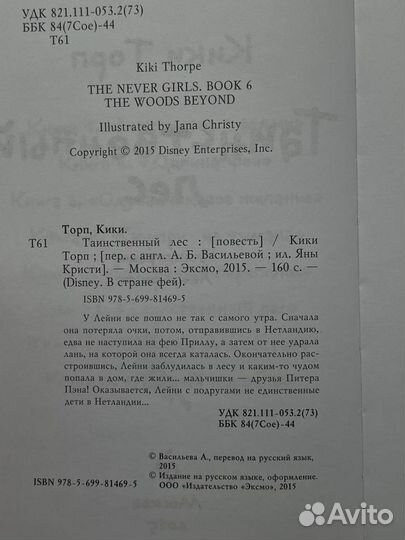 УДК 821.111-053.2(73)
ББК 84(7Сое)-44
Т61
Kiki Thorpe
THE NEVER GIRLS. BOOK 6
THE WOODS BEYOND
Illustrated by Jana Christy
Copyright © 2015 Disney Enterprises, Inc.
Торп, Кики.
Т61 Таинственный лес : [повесть] / Кики
Торп ; [пер. с англ. А. Б. Васильевой ; ил. Яны
Кристи]. — Москва : Эксмо, 2015. — 160 с. —
(Disney. В стране фей).
ISBN 978-5-699-81469-5
У Лейни все пошло не так с самого утра. Сначала
она потеряла очки, потом, отправившись в Нетландию,
едва не наступила на фею Приллу, а затем от нее удрала
лань, на которой она всегда каталась. Окончательно рас-
строившись, Лейни заблудилась в лесу и каким-то чудом
попала в дом, где жили... мальчишки — друзья Питера
Пэна! Оказывается, Лейни с подругами не единственные
дети в Нетландии...
УДК 821.111-053.2(73)
ББК 84(7Сое)-44
© Васильева А., перевод на русский язык,
2015
© Издание на русском языке, оформление.
ISBN 978-5-699-81469-5 ООО «Издательство «Эксмо», 2015
Avito